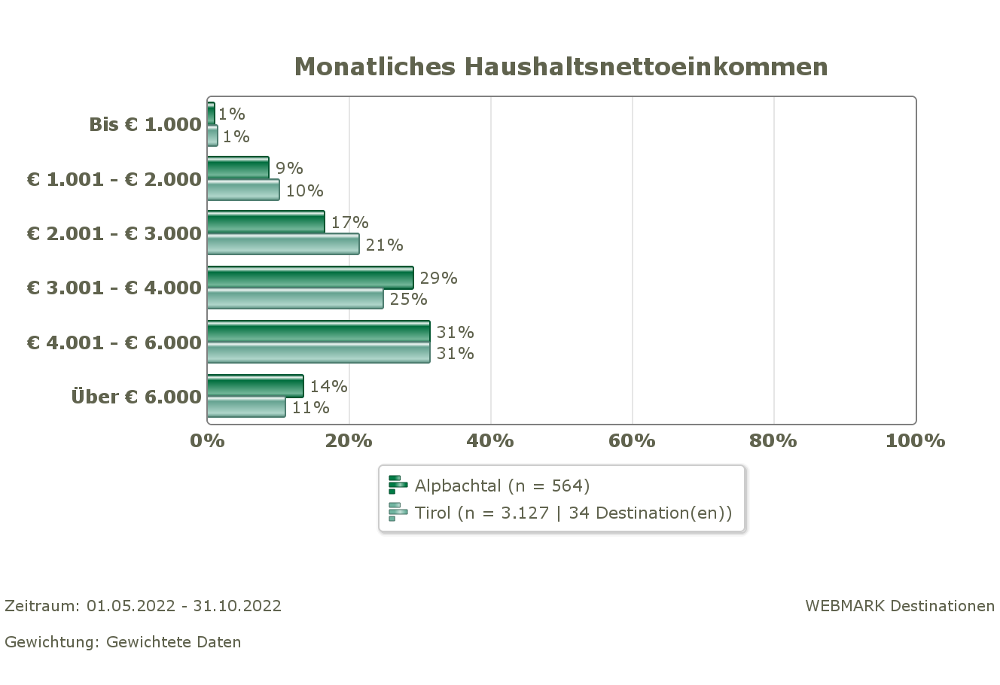 Monatliches Haushaltsnettoeinkommen
Bis € 1.000
1%
1%
€ 1.001 - € 2.000
9%
10%
€ 2.001 - € 3.000
17%
21%
€ 3.001 - € 4.000
29%
25%
€ 4.001 - € 6.000
31%
31%
Über € 6.000
14%
11%
0% 20% 40% 60% 80% 100%
Alpbachtal (n = 564)
Tirol (n = 3.127 | 34 Destination(en))
Zeitraum: 01.05.2022 - 31.10.2022
WEBMARK Destinationen
Gewichtung: Gewichtete Daten